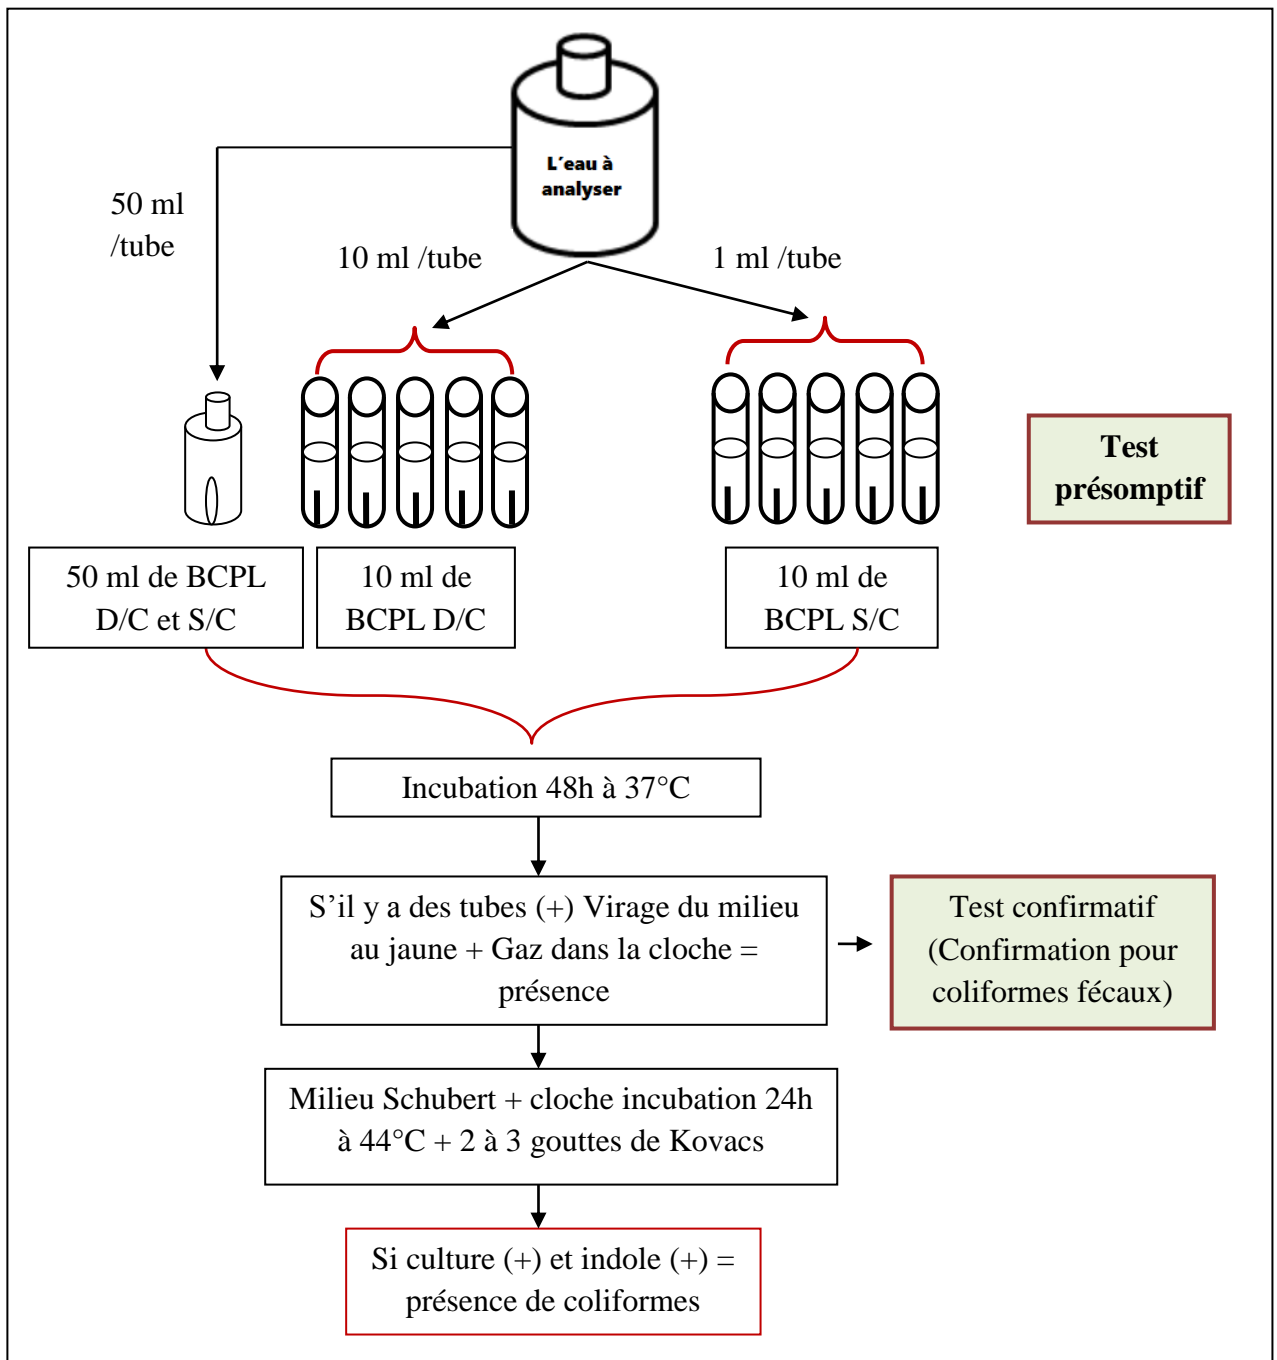 L'eau à
analyser
50 ml
/tube
10 ml /tube
1 ml /tube
Test
présomptif
50 ml de BCPL
D/C et S/C
10 ml de
BCPL D/C
10 ml de
BCPL S/C
Incubation 48h à 37°C
S’il y a des tubes (+) Virage du milieu
au jaune + Gaz dans la cloche =
présence
Test confirmatif
(Confirmation pour
coliformes fécaux)
Milieu Schubert + cloche incubation 24h
à 44°C + 2 à 3 gouttes de Kovacs
Si culture (+) et indole (+) =
présence de coliformes